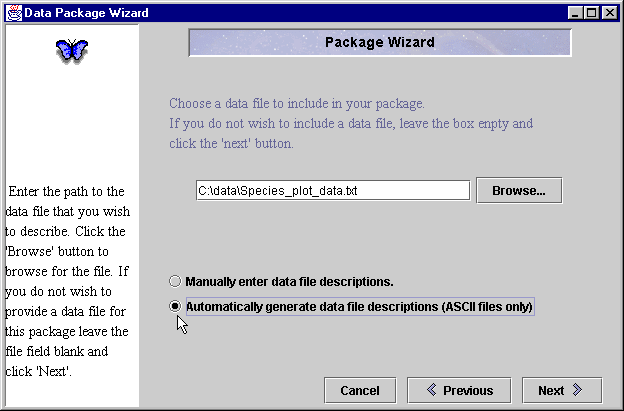 Data Package Wizard
Package Wizard
Choose a data file to include in your package.
If you do not wish to include a data file, leave the box enpty and
click the 'next' button.
Enter the path to the
data file that you wish
to describe. Click the
'Browse' button to
browse for the file. If
you do not wish to
provide a data file for
this package leave the
file field blank and
click 'Next'.
C:\data\Species_plot_data.txt
Browse...
Manually enter data file descriptions.
Automatically generate data file descriptions (ASCII files only)
Cancel
Previous
Next